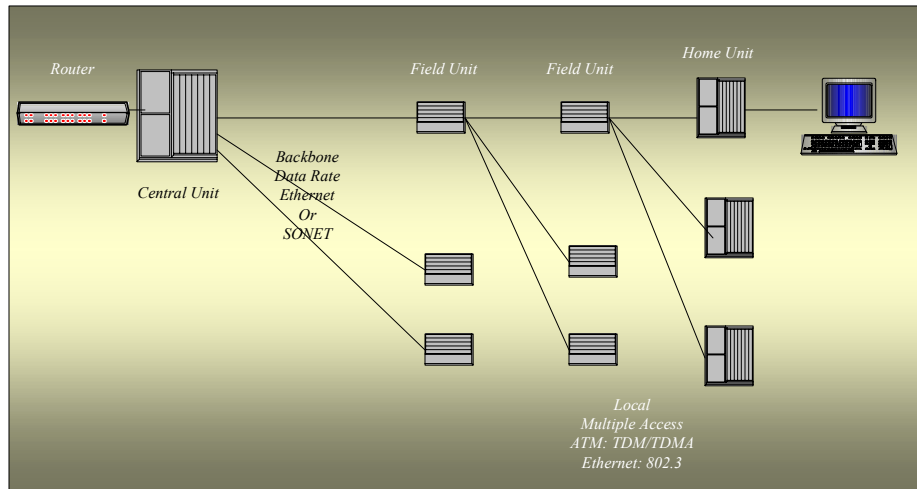 Router
Field Unit
Field Unit
Home Unit
Central Unit
Backbone
Data Rate
Ethernet
Or
SONET
Local
Multiple Access
ATM: TDM/TDMA
Ethernet: 802.3